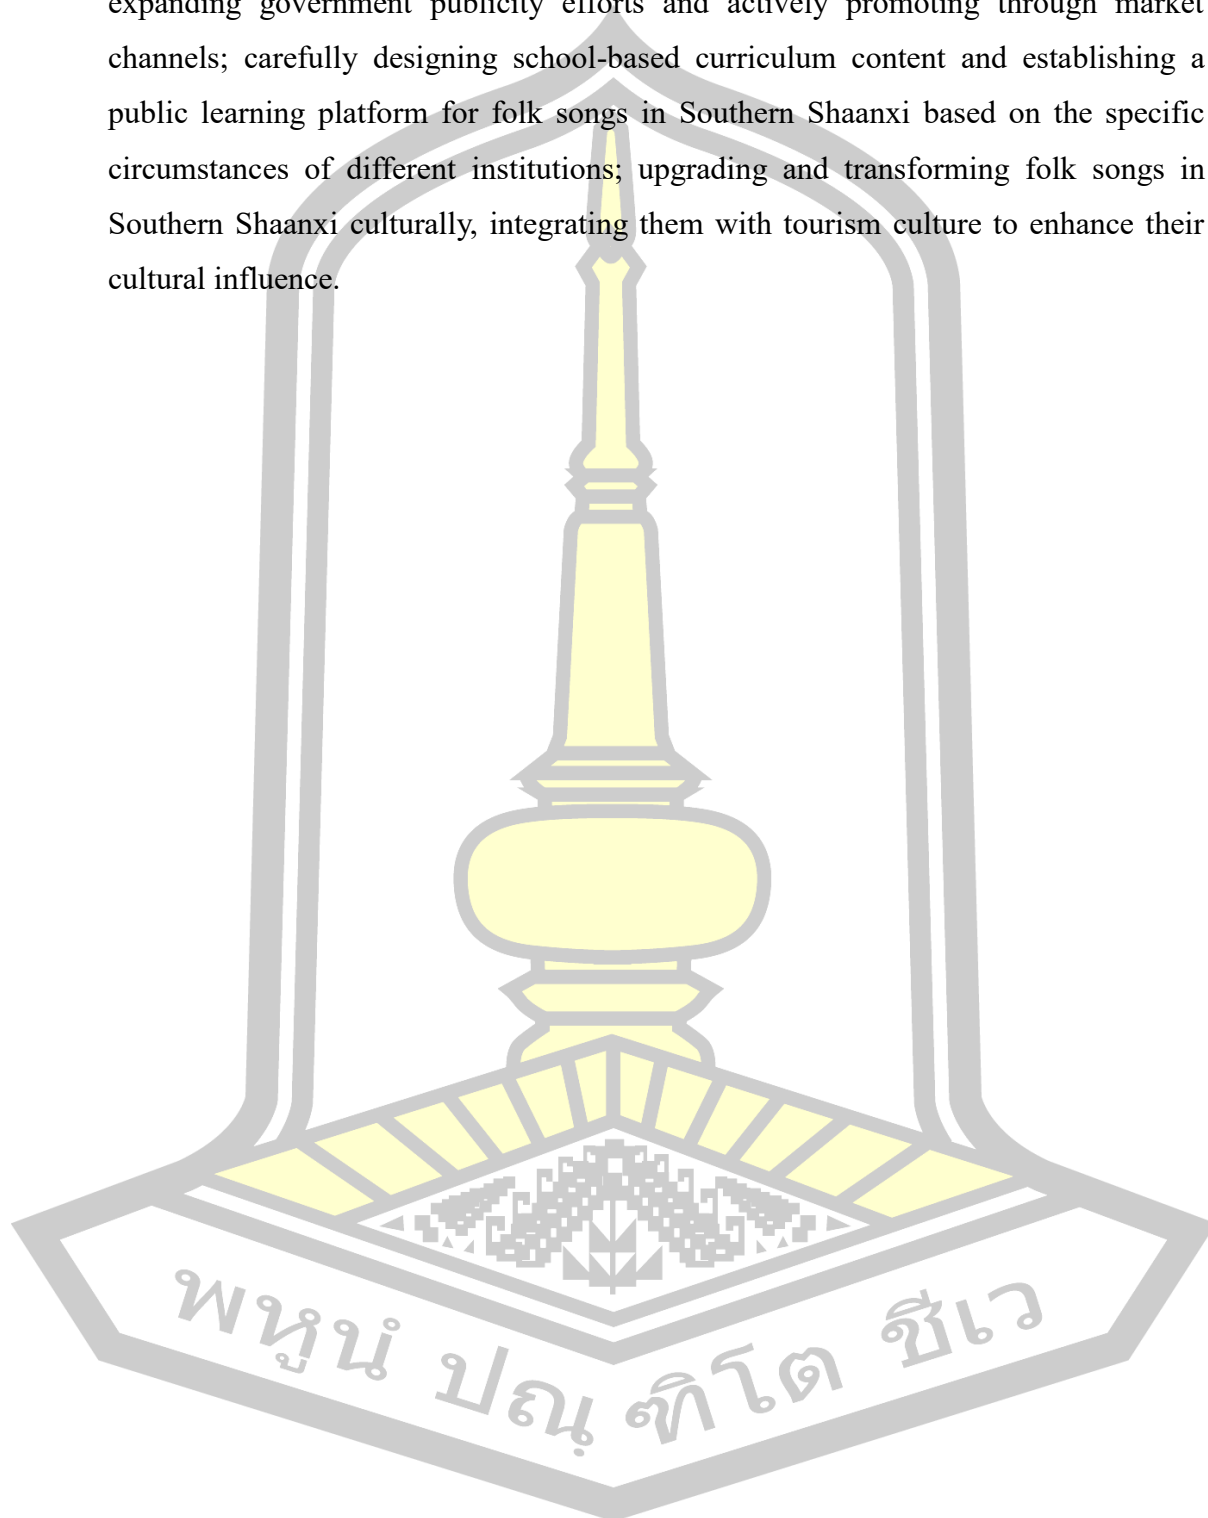 expanding government publicity efforts and actively promoting through market
channels; carefully designing school-based curriculum content and establishing a
public learning platform for folk songs in Southern Shaanxi based on the specific
circumstances of different institutions; upgrading and transforming folk songs in
Southern Shaanxi culturally, integrating them with tourism culture to enhance their
cultural influence.
พหูนํ ปณฺฑิโต ชีเว